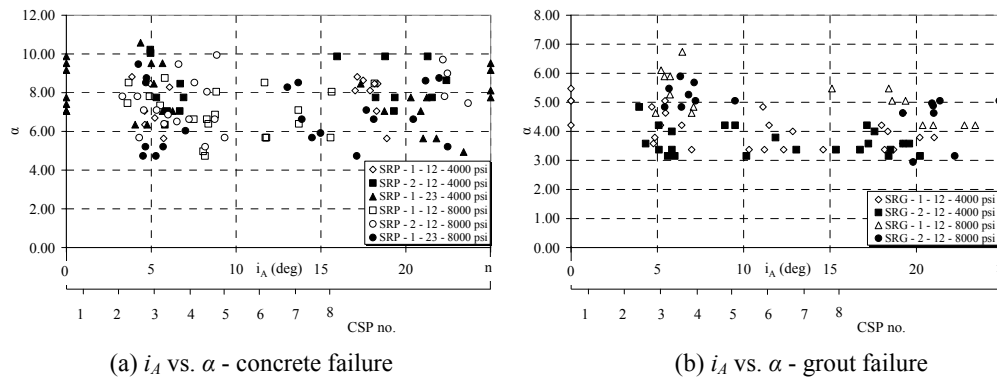 12.00
10.00
8.00
6.00
4.00
2.00
0.00
α
0 5 10 15 20 n
i_A (deg)
SRP - 1 - 12 - 4000 psi
SRP - 2 - 12 - 4000 psi
SRP - 1 - 23 - 4000 psi
SRP - 1 - 12 - 8000 psi
SRP - 2 - 12 - 8000 psi
SRP - 1 - 23 - 8000 psi
1 2 3 4 5 6 7 8
CSP no.
(a) i_A vs. α - concrete failure
8.00
7.00
6.00
5.00
4.00
3.00
2.00
1.00
0.00
α
0 5 10 15 20
i_A (deg)
SRG - 1 - 12 - 4000 psi
SRG - 2 - 12 - 4000 psi
SRG - 1 - 12 - 8000 psi
SRG - 2 - 12 - 8000 psi
1 2 3 4 5 6 7 8
CSP no.
(b) i_A vs. α - grout failure